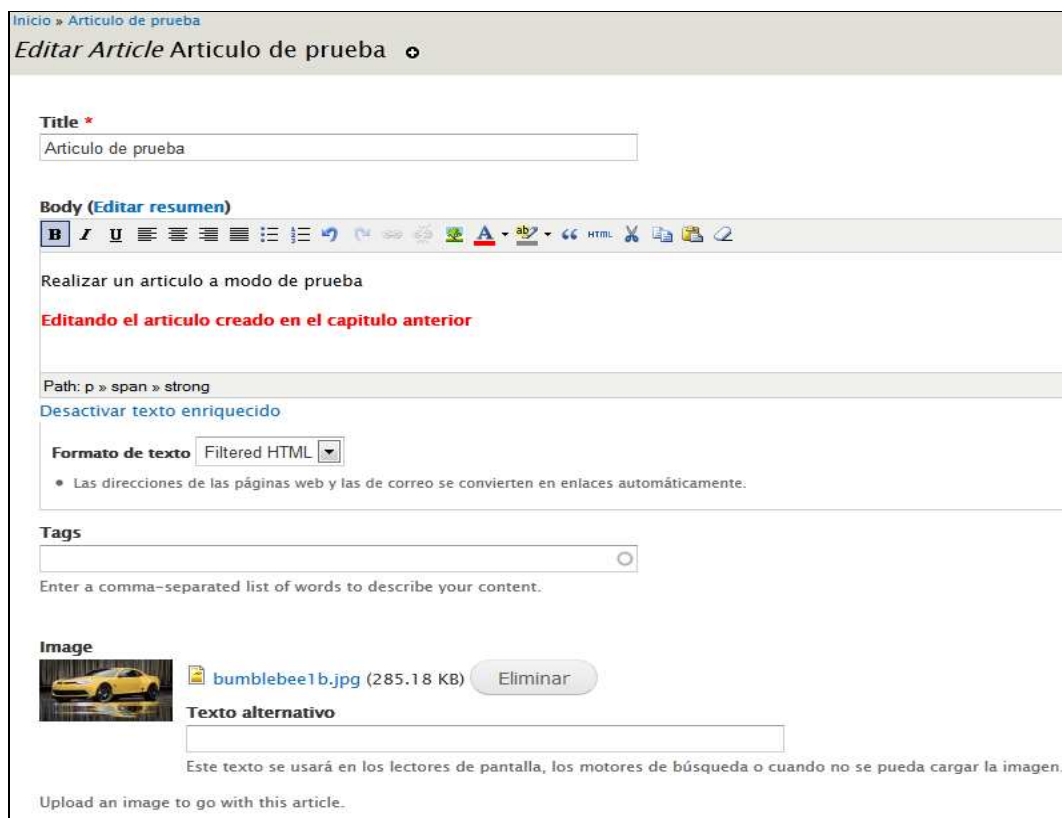 Inicio » Articulo de prueba
Editar Article Articulo de prueba
Title *
Articulo de prueba
Body (Editar resumen)
B I U A ab HTML
Realizar un articulo a modo de prueba
Editando el articulo creado en el capitulo anterior
Path: p » span » strong
Desactivar texto enriquecido
Formato de texto Filtered HTML
• Las direcciones de las páginas web y las de correo se convierten en enlaces automáticamente.
Tags
Enter a comma-separated list of words to describe your content.
Image
bumblebee1b.jpg (285.18 KB) Eliminar
Texto alternativo
Este texto se usará en los lectores de pantalla, los motores de búsqueda o cuando no se pueda cargar la imagen.
Upload an image to go with this article.